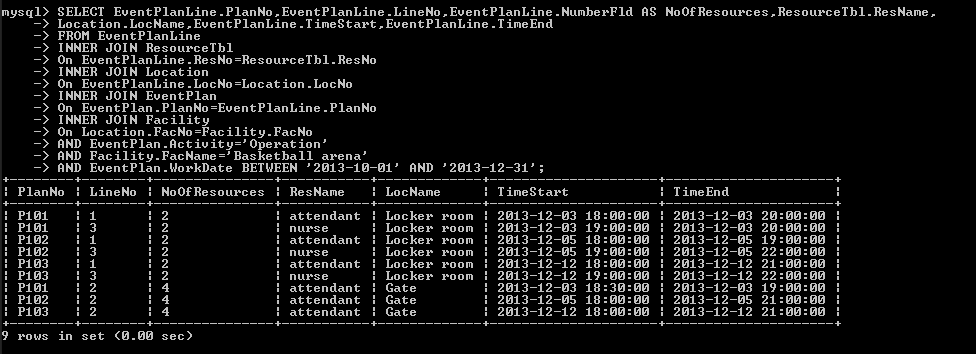 mysql> SELECT EventPlanLine.PlanNo,EventPlanLine.LineNo,EventPlanLine.NumberFld AS NoOfResources,ResourceTbl.ResName,
    -> Location.LocName,EventPlanLine.TimeStart,EventPlanLine.TimeEnd
    -> FROM EventPlanLine
    -> INNER JOIN ResourceTbl
    -> On EventPlanLine.ResNo=ResourceTbl.ResNo
    -> INNER JOIN Location
    -> On EventPlanLine.LocNo=Location.LocNo
    -> INNER JOIN EventPlan
    -> On EventPlan.PlanNo=EventPlanLine.PlanNo
    -> INNER JOIN Facility
    -> On Location.FacNo=Facility.FacNo
    -> AND EventPlan.Activity='Operation'
    -> AND Facility.FacName='Basketball arena'
    -> AND EventPlan.WorkDate BETWEEN '2013-10-01' AND '2013-12-31';
+--------+--------+---------------+-----------+-------------+---------------------+---------------------+
| PlanNo | LineNo | NoOfResources | ResName   | LocName     | TimeStart           | TimeEnd             |
+--------+--------+---------------+-----------+-------------+---------------------+---------------------+
| P101   | 1      | 2             | attendant | Locker room | 2013-12-03 18:00:00 | 2013-12-03 20:00:00 |
| P101   | 3      | 2             | nurse     | Locker room | 2013-12-03 19:00:00 | 2013-12-03 20:00:00 |
| P102   | 1      | 2             | attendant | Locker room | 2013-12-05 18:00:00 | 2013-12-05 19:00:00 |
| P102   | 3      | 2             | nurse     | Locker room | 2013-12-05 19:00:00 | 2013-12-05 22:00:00 |
| P103   | 1      | 2             | attendant | Locker room | 2013-12-12 18:00:00 | 2013-12-12 21:00:00 |
| P103   | 3      | 2             | nurse     | Locker room | 2013-12-12 19:00:00 | 2013-12-12 22:00:00 |
| P101   | 2      | 4             | attendant | Gate        | 2013-12-03 18:30:00 | 2013-12-03 19:00:00 |
| P102   | 2      | 4             | attendant | Gate        | 2013-12-05 18:00:00 | 2013-12-05 21:00:00 |
| P103   | 2      | 4             | attendant | Gate        | 2013-12-12 18:00:00 | 2013-12-12 21:00:00 |
+--------+--------+---------------+-----------+-------------+---------------------+---------------------+
9 rows in set (0.00 sec)